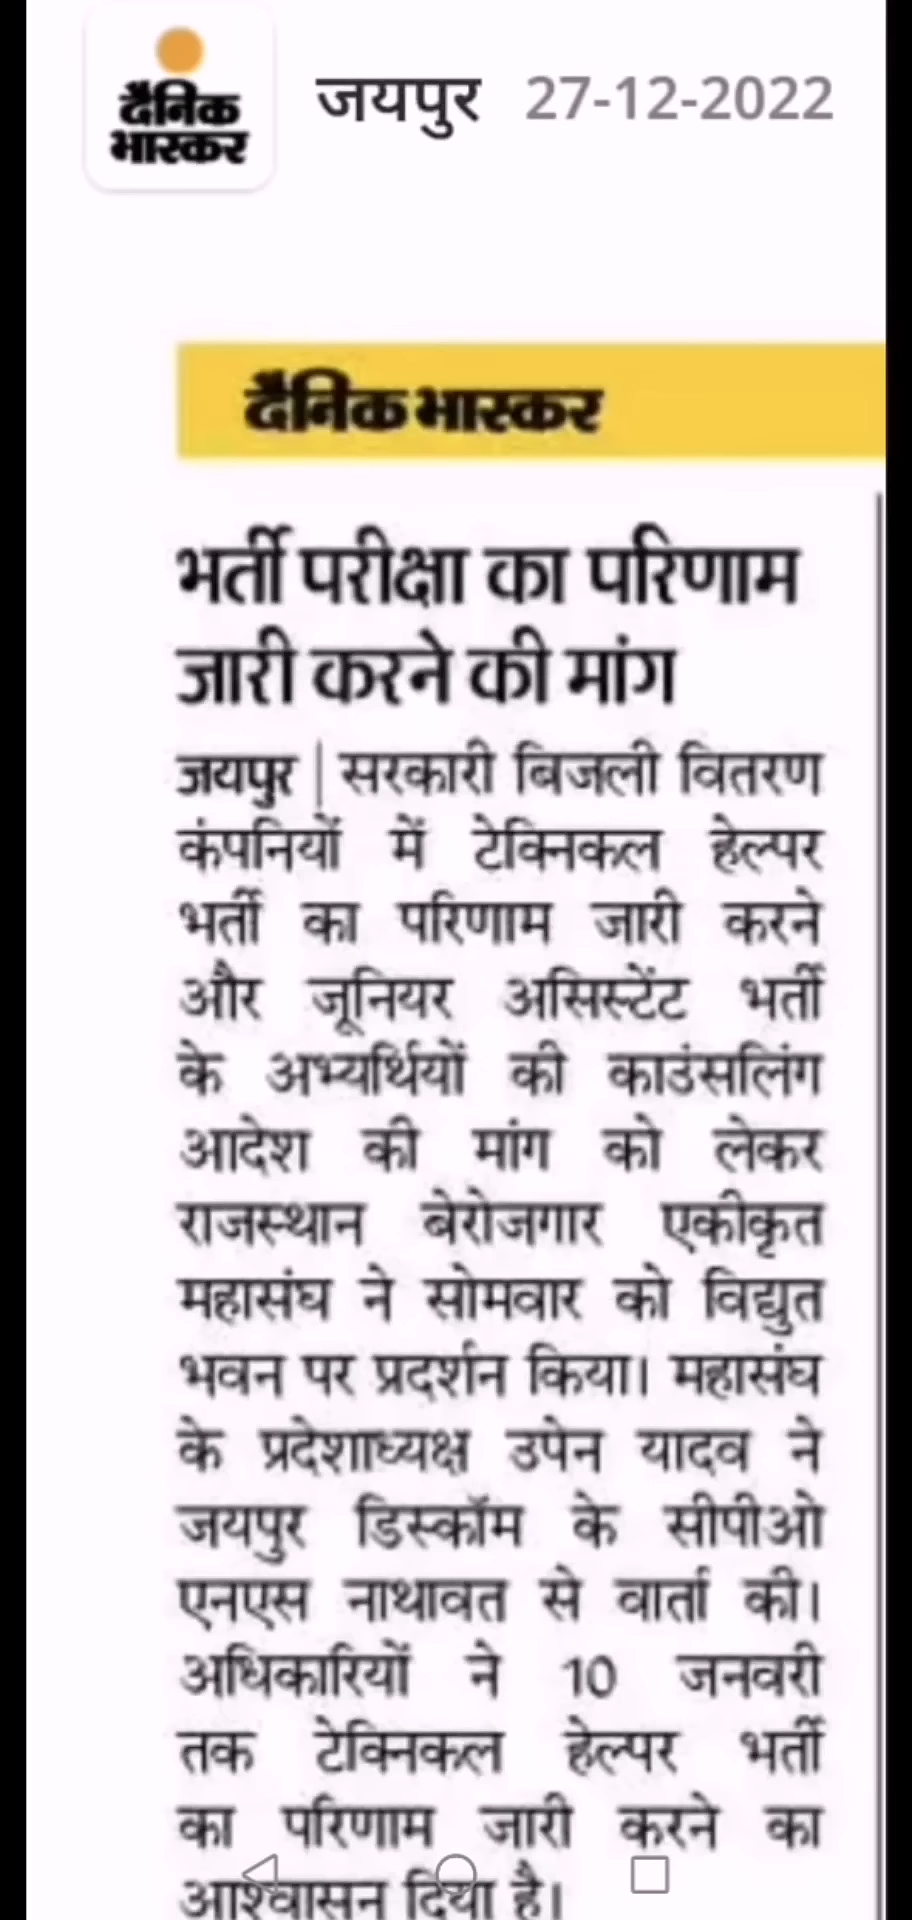 दैनिक
भास्कर
जयपुर 27-12-2022
दैनिक भास्कर
भर्ती परीक्षा का परिणाम
जारी करने की मांग
जयपुर | सरकारी बिजली वितरण
कंपनियों में टेक्निकल हेल्पर
भर्ती का परिणाम जारी करने
और जूनियर असिस्टेंट भर्ती
के अभ्यर्थियों की काउंसलिंग
आदेश की मांग को लेकर
राजस्थान बेरोजगार एकीकृत
महासंघ ने सोमवार को विद्युत
भवन पर प्रदर्शन किया। महासंघ
के प्रदेशाध्यक्ष उपेन यादव ने
जयपुर डिस्कॉम के सीपीओ
एनएस नाथावत से वार्ता की।
अधिकारियों ने 10 जनवरी
तक टेक्निकल हेल्पर भर्ती
का परिणाम जारी करने का
आश्वासन दिया है।